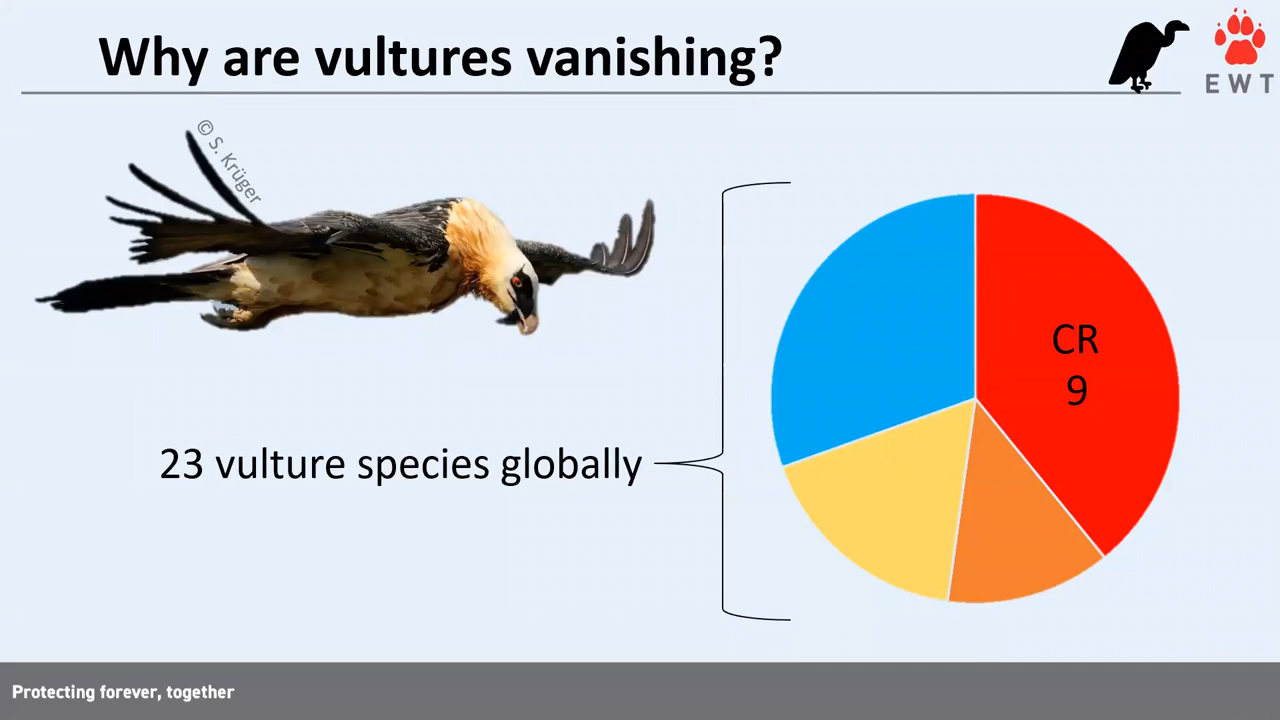 Why are vultures vanishing?
EWT
© S. Krüger
CR
9
23 vulture species globally
Protecting forever, together